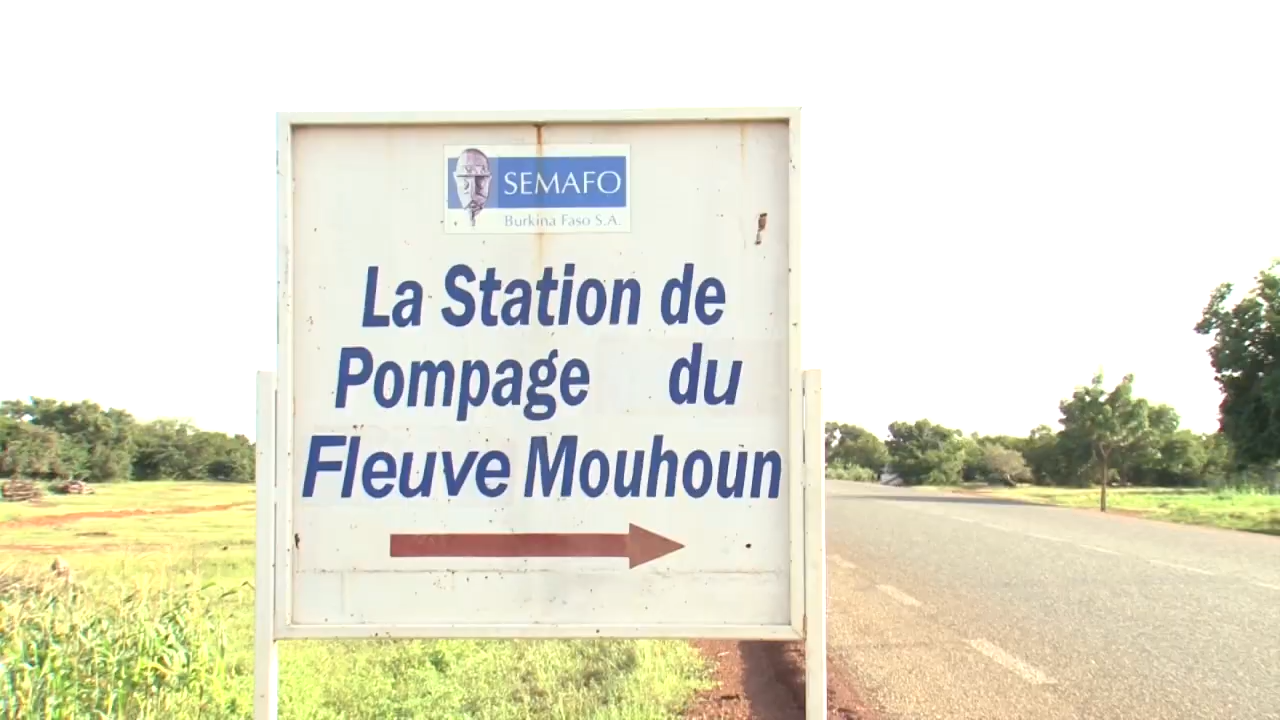 SEMAFO
Burkina Faso S.A.
La Station de
Pompage du
Fleuve Mouhoun